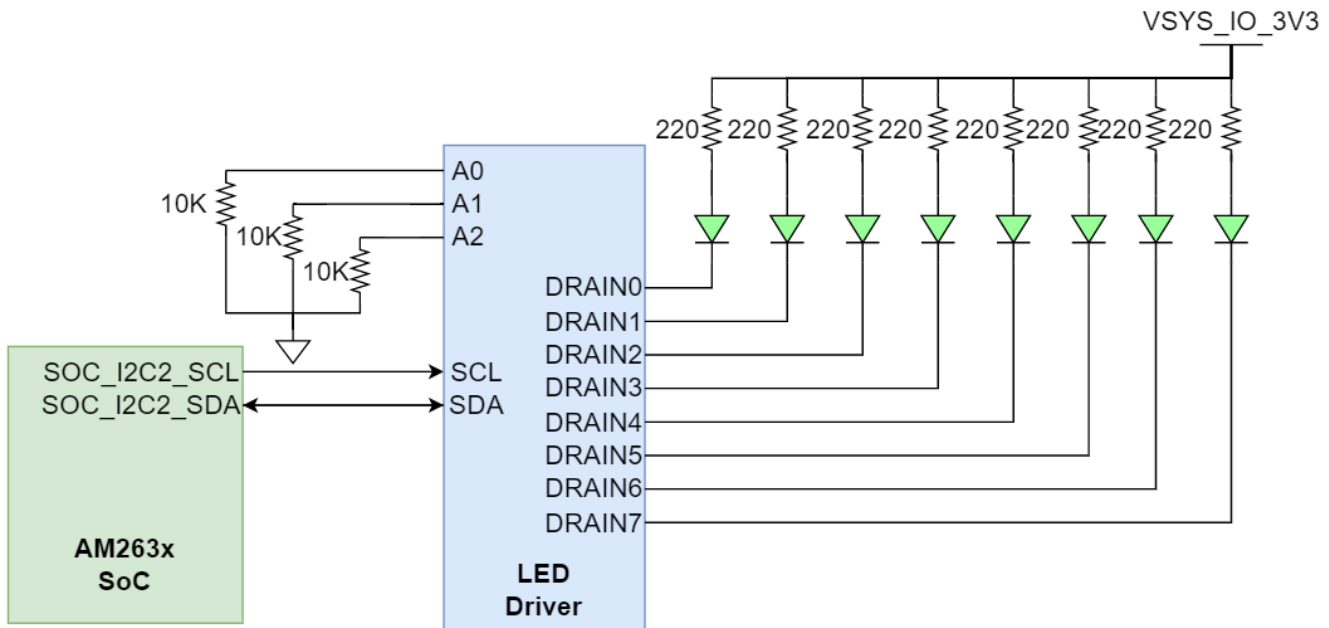 VSYS_IO_3V3
220 220 220 220 220 220 220 220
A0
10K
A1
10K
A2
10K
DRAIN0
DRAIN1
DRAIN2
DRAIN3
DRAIN4
DRAIN5
DRAIN6
DRAIN7
SOC_I2C2_SCL
SCL
SOC_I2C2_SDA
SDA
AM263x
SoC
LED
Driver